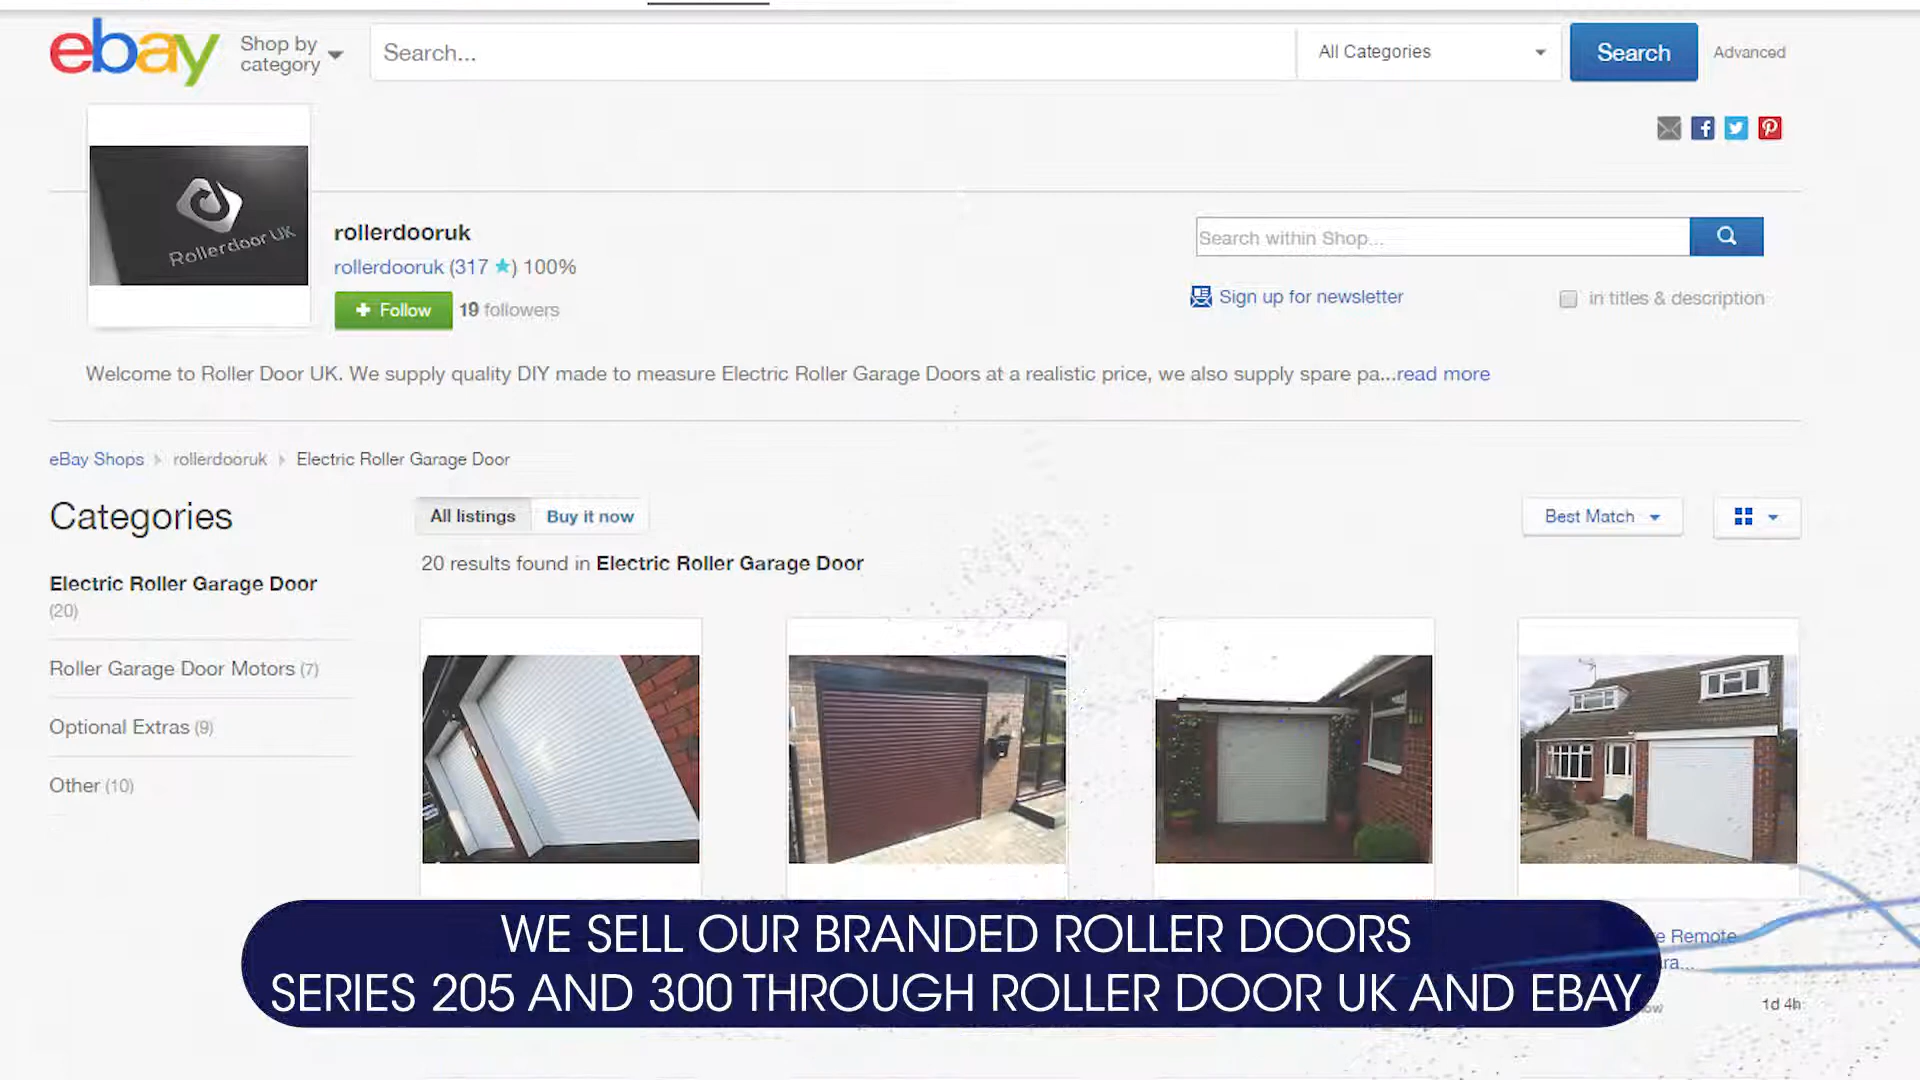 ebay
Shop by
category
Search...
All Categories
Search
Advanced
Rollerdoor UK
rollerdooruk
rollerdooruk (317 ★) 100%
+ Follow
19 followers
Search within Shop...
Sign up for newsletter
in titles & description
Welcome to Roller Door UK. We supply quality DIY made to measure Electric Roller Garage Doors at a realistic price, we also supply spare pa...read more
eBay Shops
rollerdooruk
Electric Roller Garage Door
Categories
All listings
Buy it now
Best Match
20 results found in Electric Roller Garage Door
Electric Roller Garage Door
(20)
Roller Garage Door Motors (7)
Optional Extras (9)
Other (10)
WE SELL OUR BRANDED ROLLER DOORS
SERIES 205 AND 300 THROUGH ROLLER DOOR UK AND EBAY
Remote
1d 4h